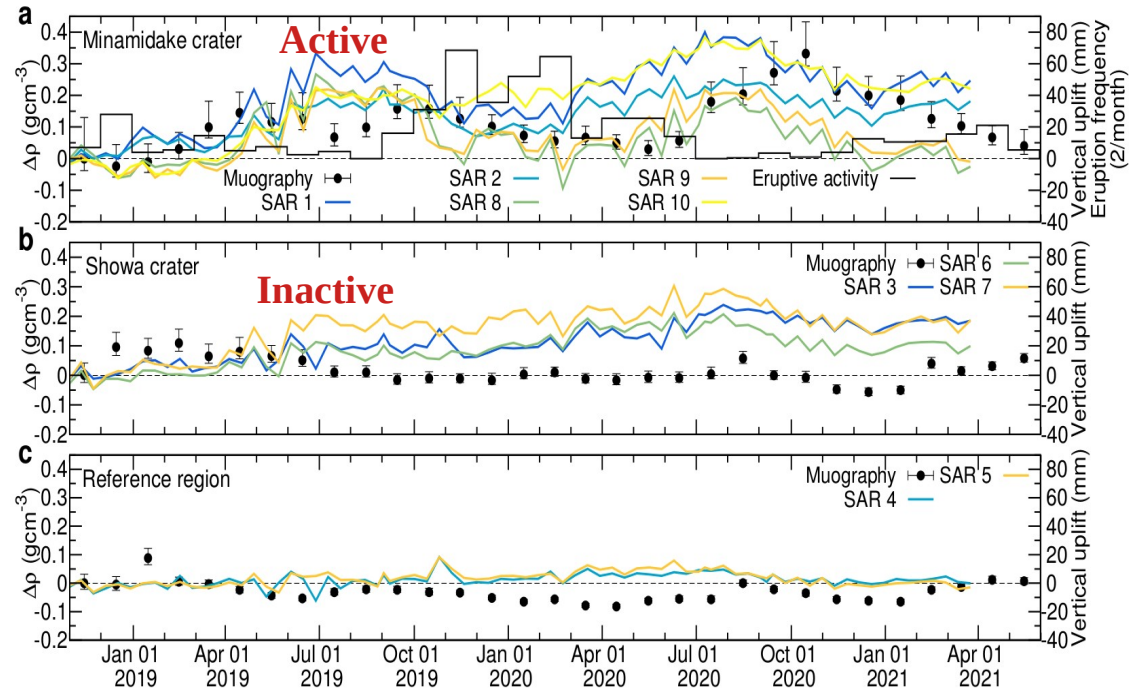 a
Minamidake crater
Active
0.4
0.3
0.2
0.1
0
-0.1
-0.2
Δρ (gcm-3)
80
60
40
20
0
-20
-40
Vertical uplift (mm)
Eruption frequency
(2/month)
Muography
SAR 1
SAR 2
SAR 8
SAR 9
SAR 10
Eruptive activity
b
Showa crater
Inactive
0.4
0.3
0.2
0.1
0
-0.1
-0.2
Δρ (gcm-3)
80
60
40
20
0
-20
-40
Vertical uplift (mm)
Muography
SAR 6
SAR 3
SAR 7
c
Reference region
0.4
0.3
0.2
0.1
0
-0.1
-0.2
Δρ (gcm-3)
80
60
40
20
0
-20
-40
Vertical uplift (mm)
Muography
SAR 5
SAR 4
Jan 01 Apr 01 Jul 01 Oct 01 Jan 01 Apr 01 Jul 01 Oct 01 Jan 01 Apr 01
2019 2019 2019 2019 2020 2020 2020 2020 2021 2021